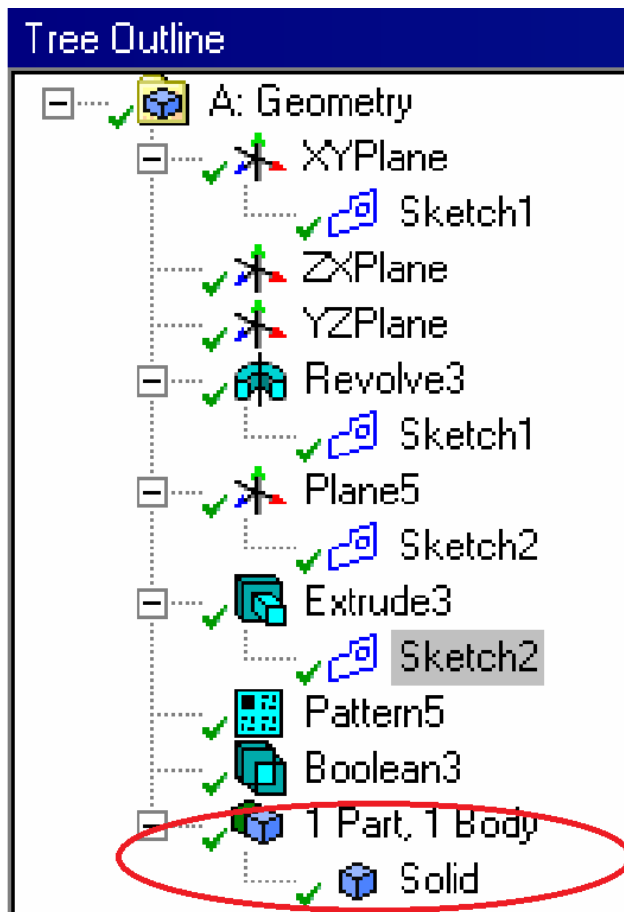 Tree Outline
A: Geometry
XYPlane
Sketch1
ZXPlane
YZPlane
Revolve3
Sketch1
Plane5
Sketch2
Extrude3
Sketch2
Pattern5
Boolean3
1 Part, 1 Body
Solid